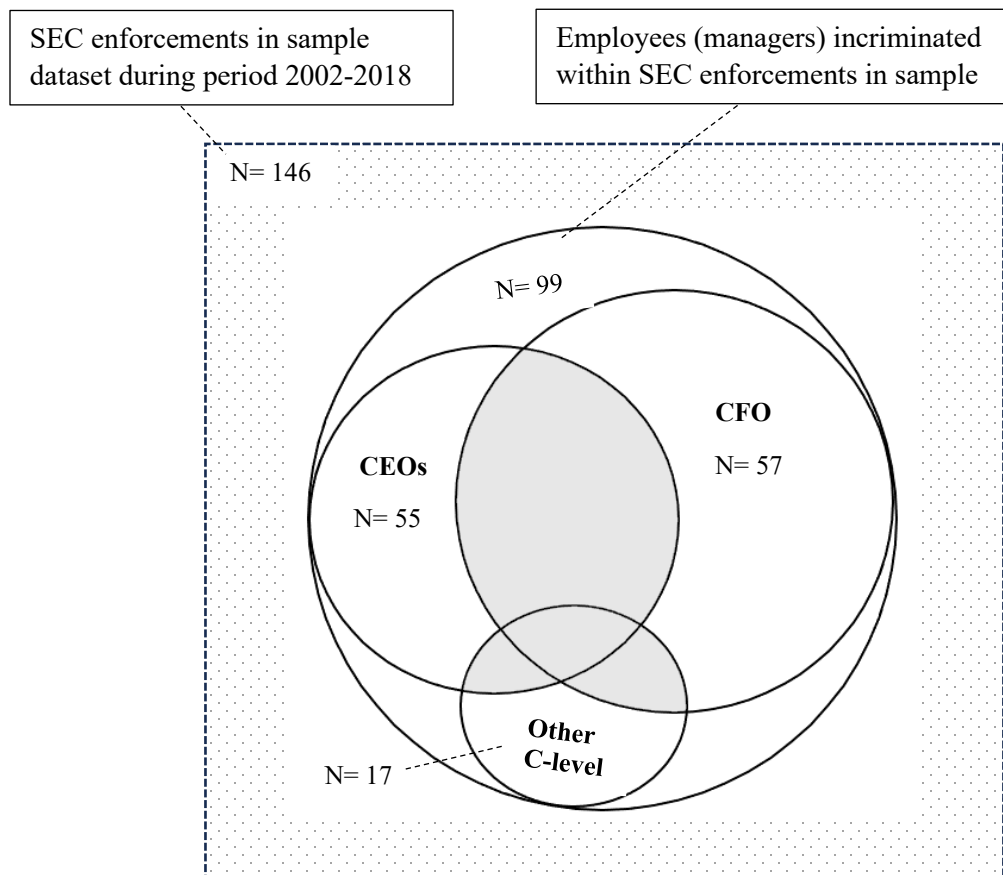 SEC enforcements in sample
dataset during period 2002-2018
Employees (managers) incriminated
within SEC enforcements in sample
N= 146
N= 99
CFO
N= 57
CEOs
N= 55
Other
C-level
N= 17